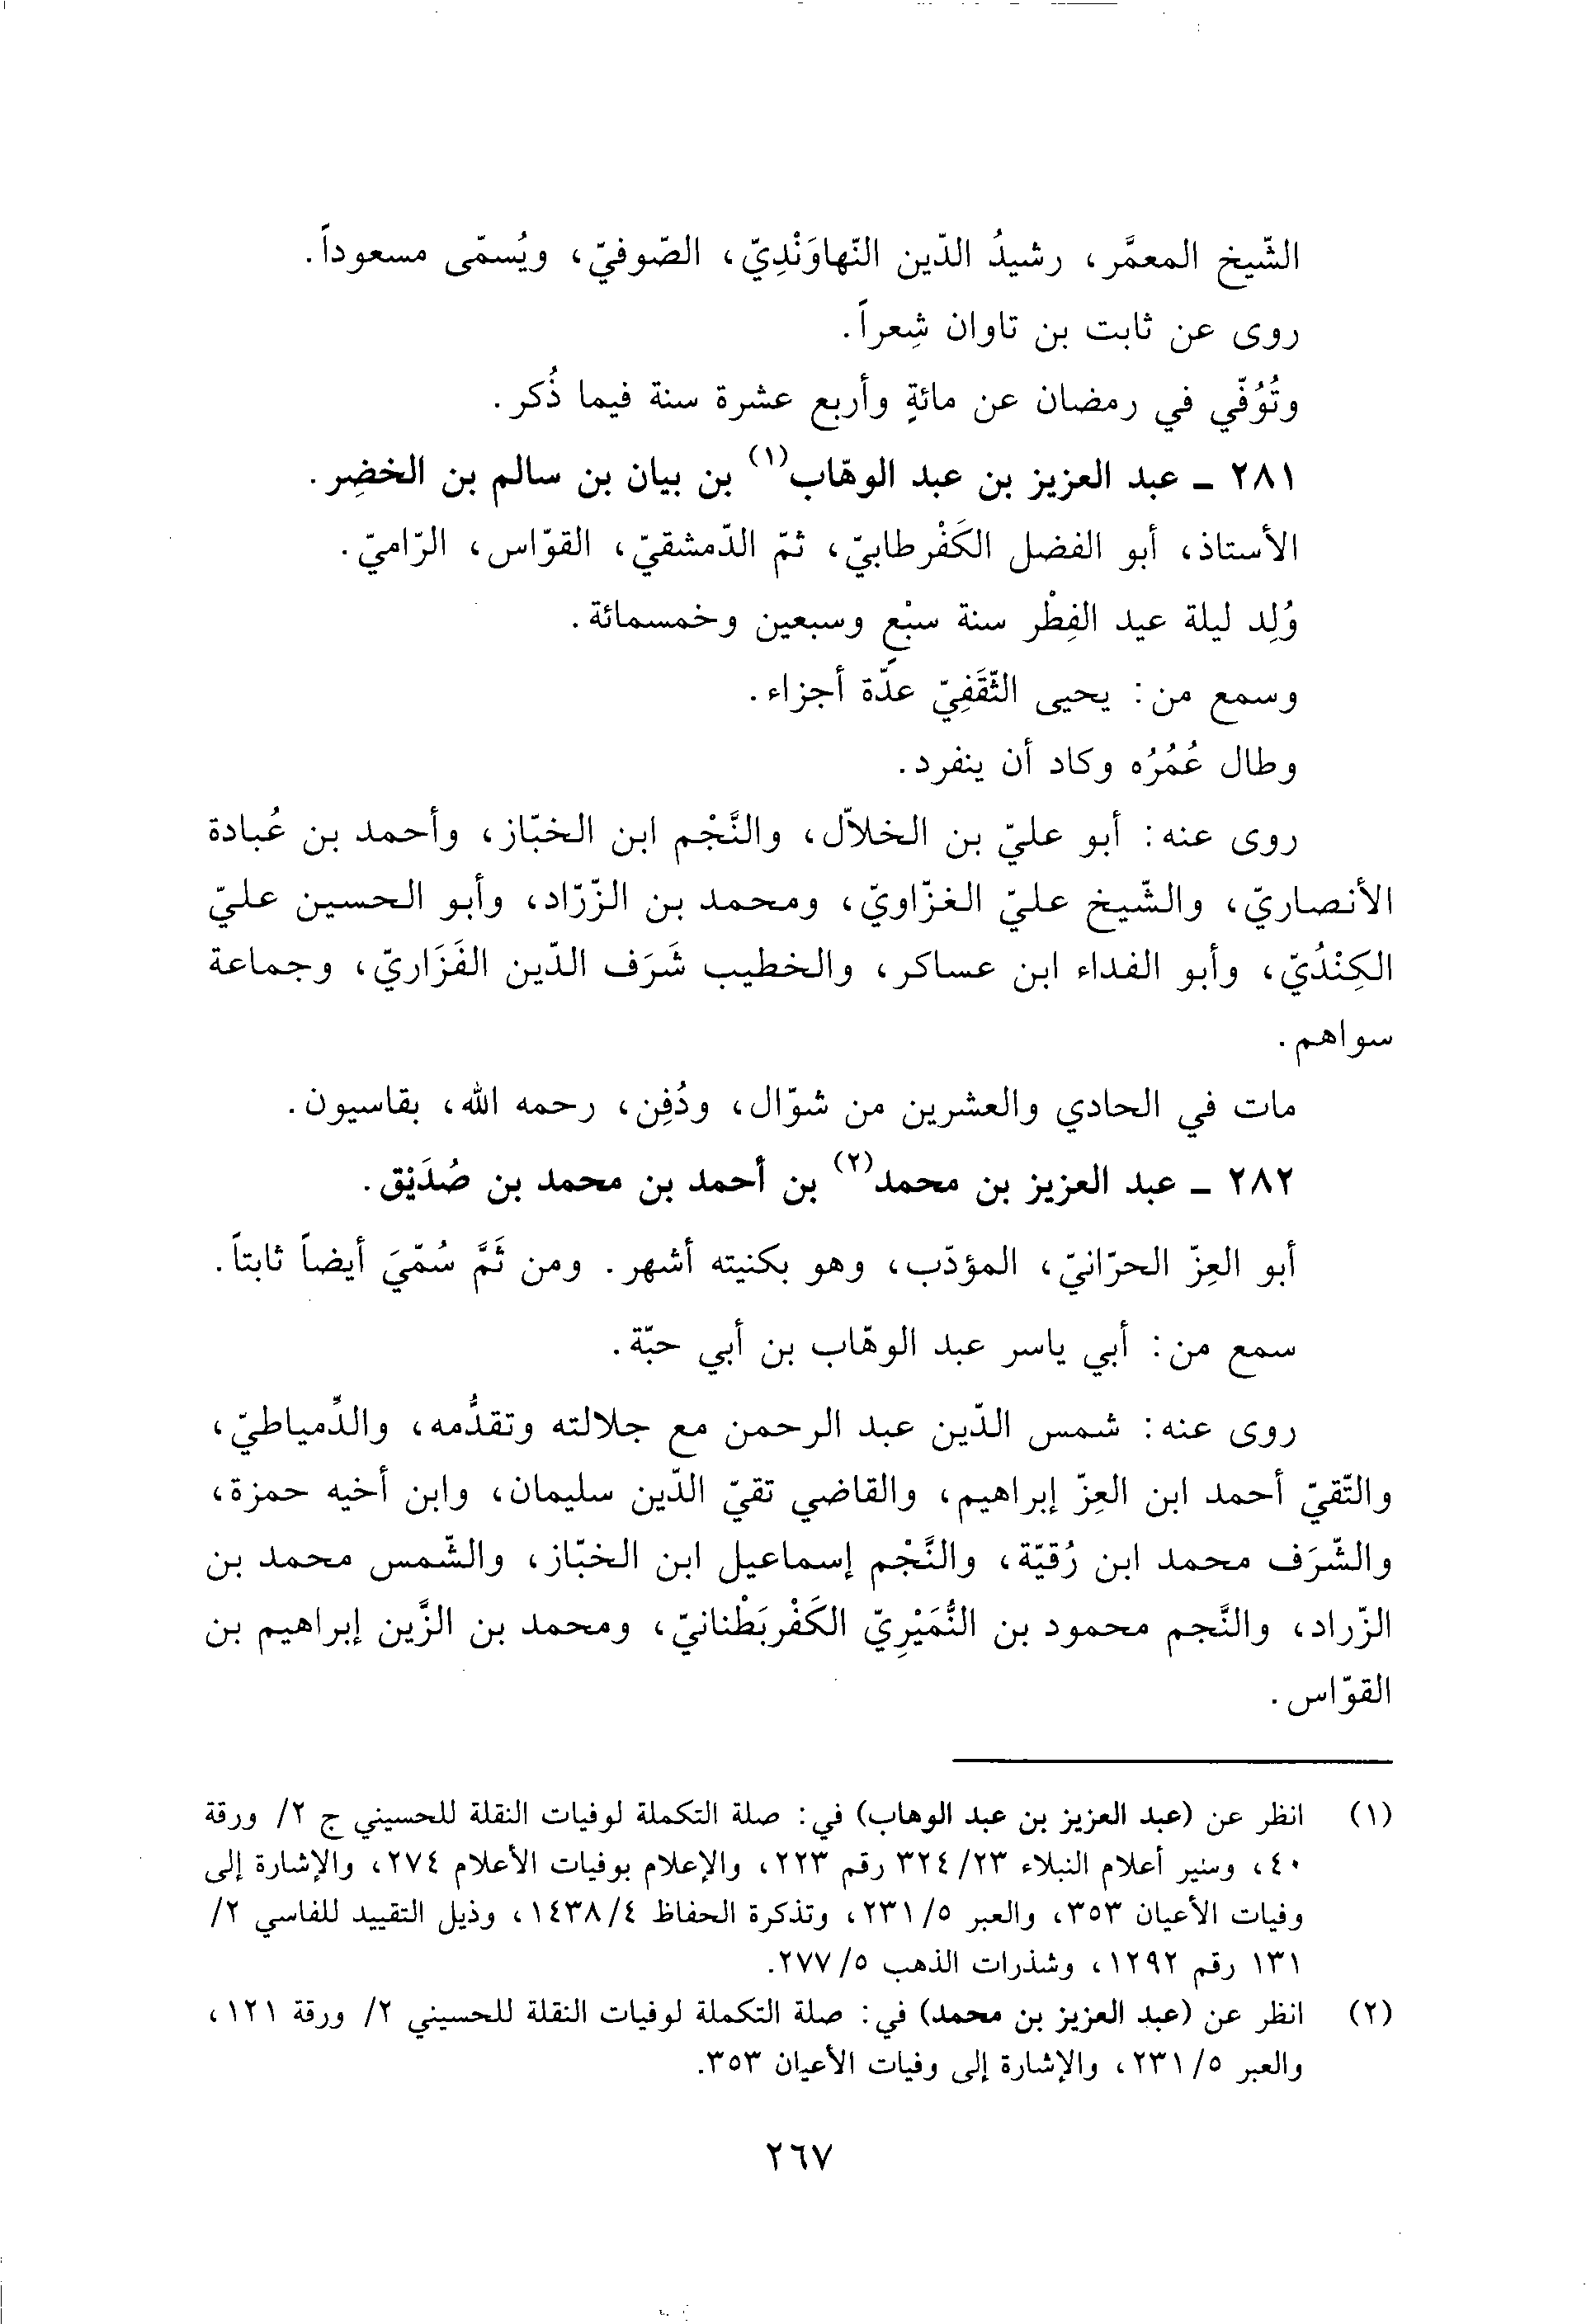 الشّيخ المعمَّر، رشيدُ الدّين النّهاوَنْدِيّ، الصّوفيّ، ويُسمّى مسعوداً.
روى عن ثابت بن تاوان شِعراً.
وتُوُفّي في رمضان عن مائةٍ وأربع عشرة سنة فيما ذُكر.
٢٨١ ـ عبد العزيز بن عبد الوهّاب(١) بن بيان بن سالم بن الخضِر.
الأستاذ، أبو الفضل الكَفْرطابيّ، ثمّ الدّمشقيّ، القوّاس، الرّاميّ.
وُلِد ليلة عيد الفِطْر سنة سبْعٍ وسبعين وخمسمائة.
وسمع من: يحيى الثّقَفِيّ عدّة أجزاء.
وطال عُمُرُه وكاد أن ينفرد.
روى عنه: أبو عليّ بن الخلاّل، والنَّجْم ابن الخبّاز، وأحمد بن عُبادة
الأنصاريّ، والشّيخ عليّ الغزّاويّ، ومحمد بن الزّرّاد، وأبو الحسين عليّ
الكِنْدُيّ، وأبو الفداء ابن عساكر، والخطيب شَرَف الدّين الفَزَاريّ، وجماعة
سواهم.
مات في الحادي والعشرين من شوّال، ودُفِن، رحمه الله، بقاسيون.
٢٨٢ ـ عبد العزيز بن محمد(٢) بن أحمد بن محمد بن صُدَيْق.
أبو العِزّ الحرّانيّ، المؤدّب، وهو بكنيته أشهر. ومن ثَمَّ سُمّيَ أيضاً ثابتاً.
سمع من: أبي ياسر عبد الوهّاب بن أبي حبّة.
روى عنه: شمس الدّين عبد الرحمن مع جلالته وتقدُّمه، والدِّمياطيّ،
والتّقيّ أحمد ابن العِزّ إبراهيم، والقاضي تقيّ الدّين سليمان، وابن أخيه حمزة،
والشّرَف محمد ابن رُقيّة، والنَّجْم إسماعيل ابن الخبّاز، والشّمس محمد بن
الزّراد، والنَّجم محمود بن النُّمَيْرِيّ الكَفْربَطْنانيّ، ومحمد بن الزَّين إبراهيم بن
القوّاس.
(١) انظر عن (عبد العزيز بن عبد الوهاب) في: صلة التكملة لوفيات النقلة للحسيني ج ٢/ ورقة
٤٠، وسير أعلام النبلاء ٢٣/ ٣٢٤ رقم ٢٢٣، والإعلام بوفيات الأعلام ٢٧٤، والإشارة إلى
وفيات الأعيان ٣٥٣، والعبر ٥/ ٢٣١، وتذكرة الحفاظ ٤/ ١٤٣٨، وذيل التقييد للفاسي ٢/
١٣١ رقم ١٢٩٢، وشذرات الذهب ٥/ ٢٧٧.
(٢) انظر عن (عبد العزيز بن محمد) في: صلة التكملة لوفيات النقلة للحسيني ٢/ ورقة ١٢١،
والعبر ٥/ ٢٣١، والإشارة إلى وفيات الأعيان ٣٥٣.
٢٦٧